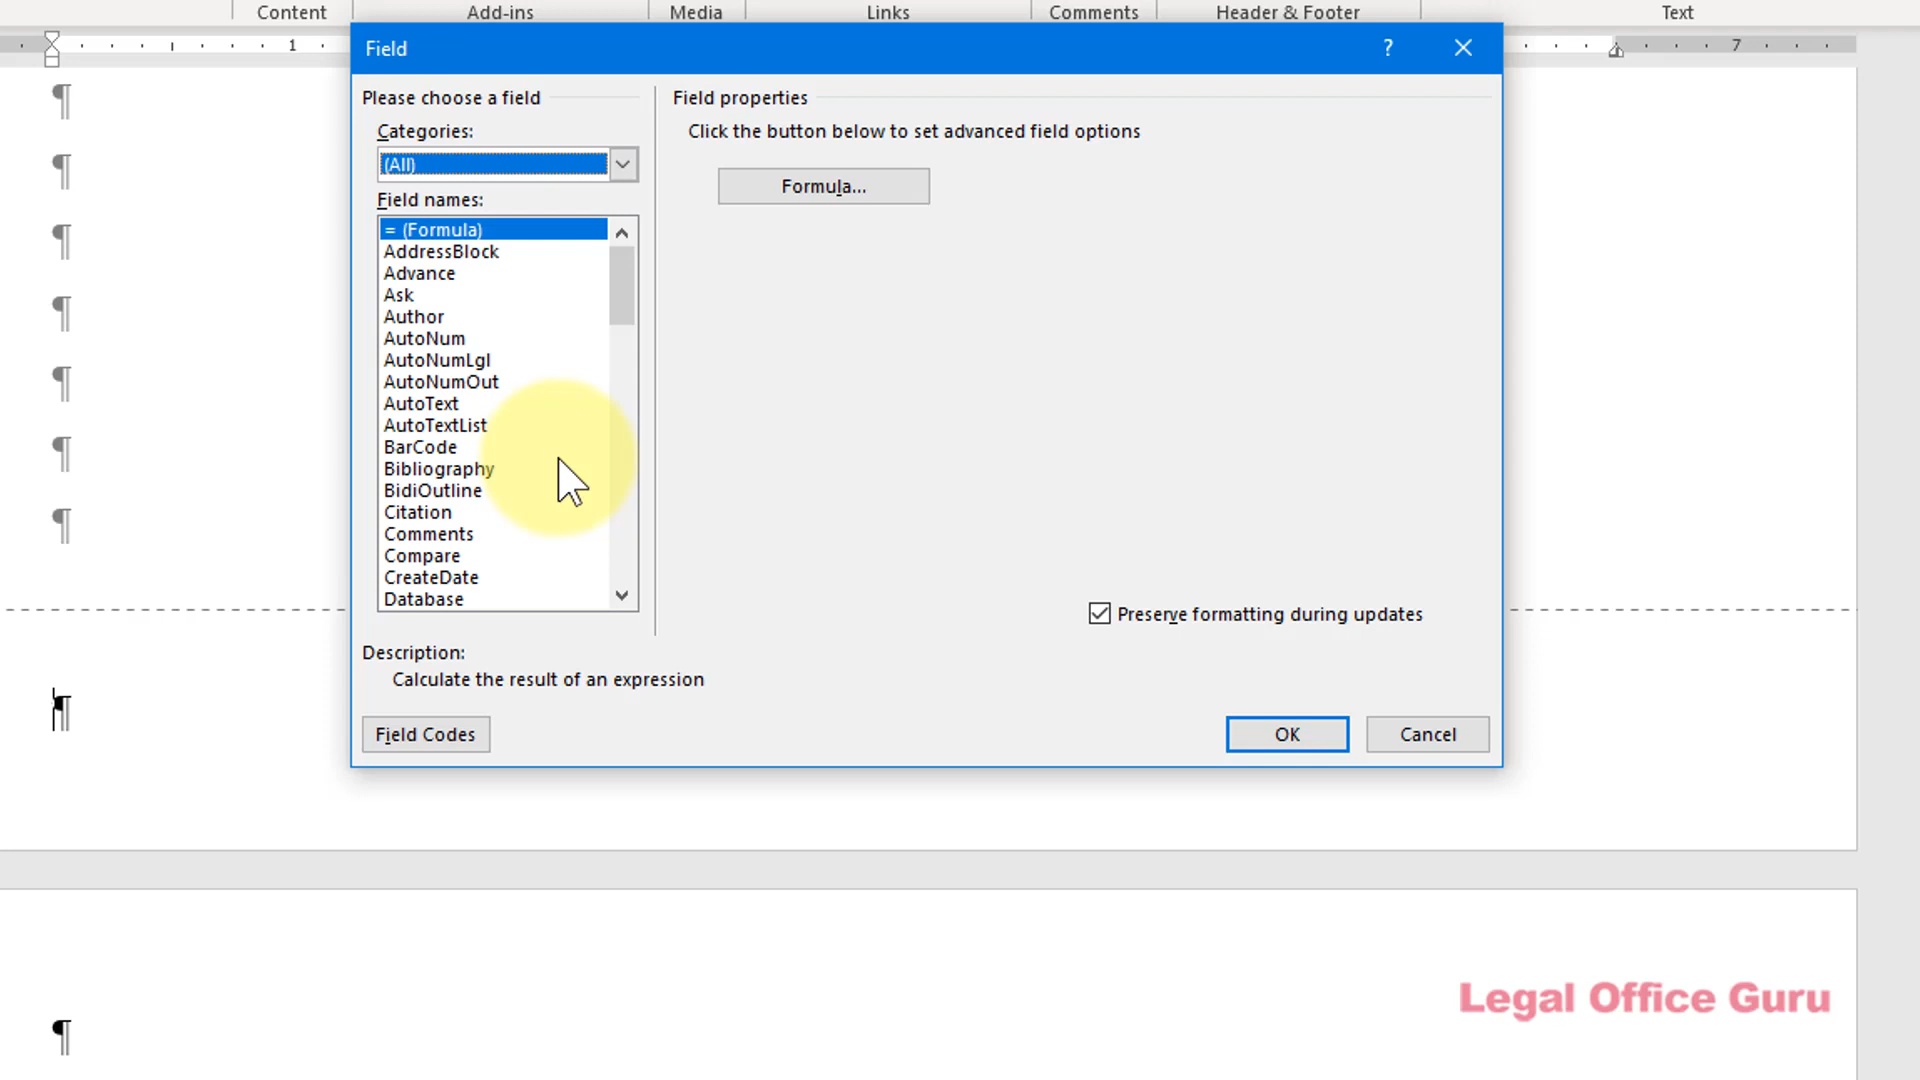 Content Add-ins Media Links Comments Header & Footer Text
1 7
Field ?
Please choose a field
Categories:
(All)
Field names:
= (Formula)
AddressBlock
Advance
Ask
Author
AutoNum
AutoNumLgl
AutoNumOut
AutoText
AutoTextList
BarCode
Bibliography
BidiOutline
Citation
Comments
Compare
CreateDate
Database
Field properties
Click the button below to set advanced field options
Formula...
Preserve formatting during updates
Description:
Calculate the result of an expression
Field Codes OK Cancel
Legal Office Guru